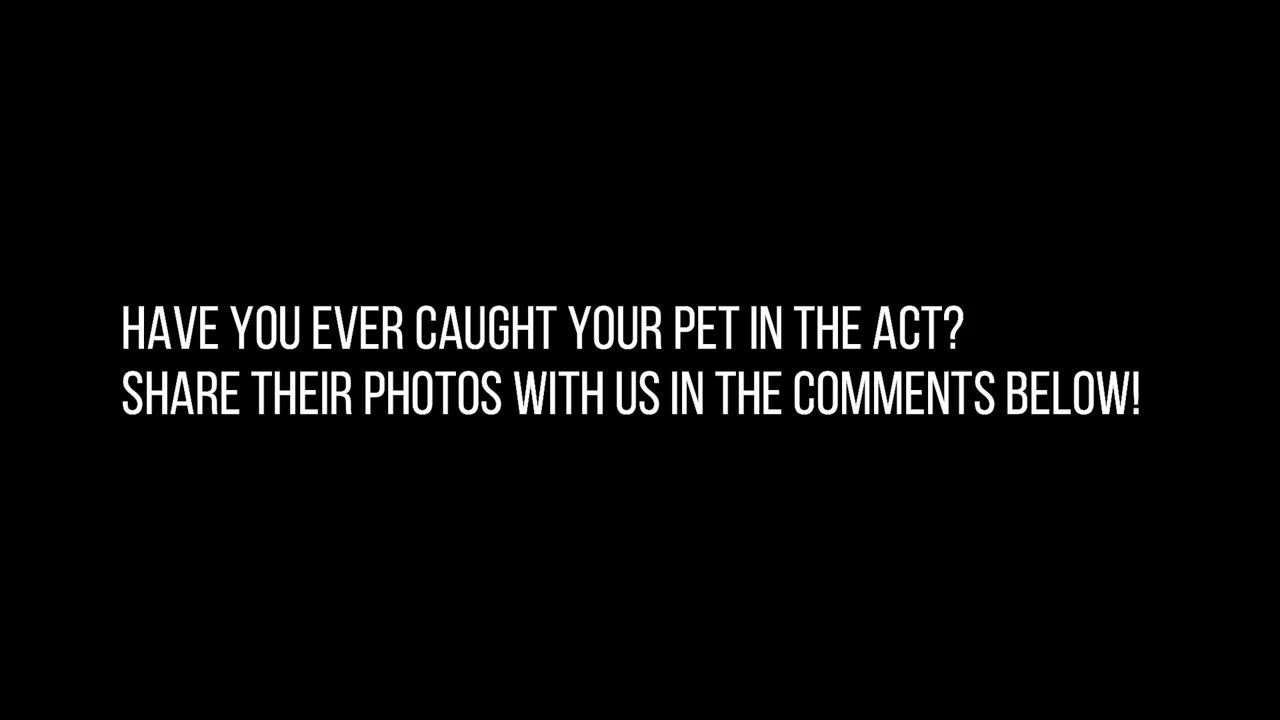 HAVE YOU EVER CAUGHT YOUR PET IN THE ACT?
SHARE THEIR PHOTOS WITH US IN THE COMMENTS BELOW!